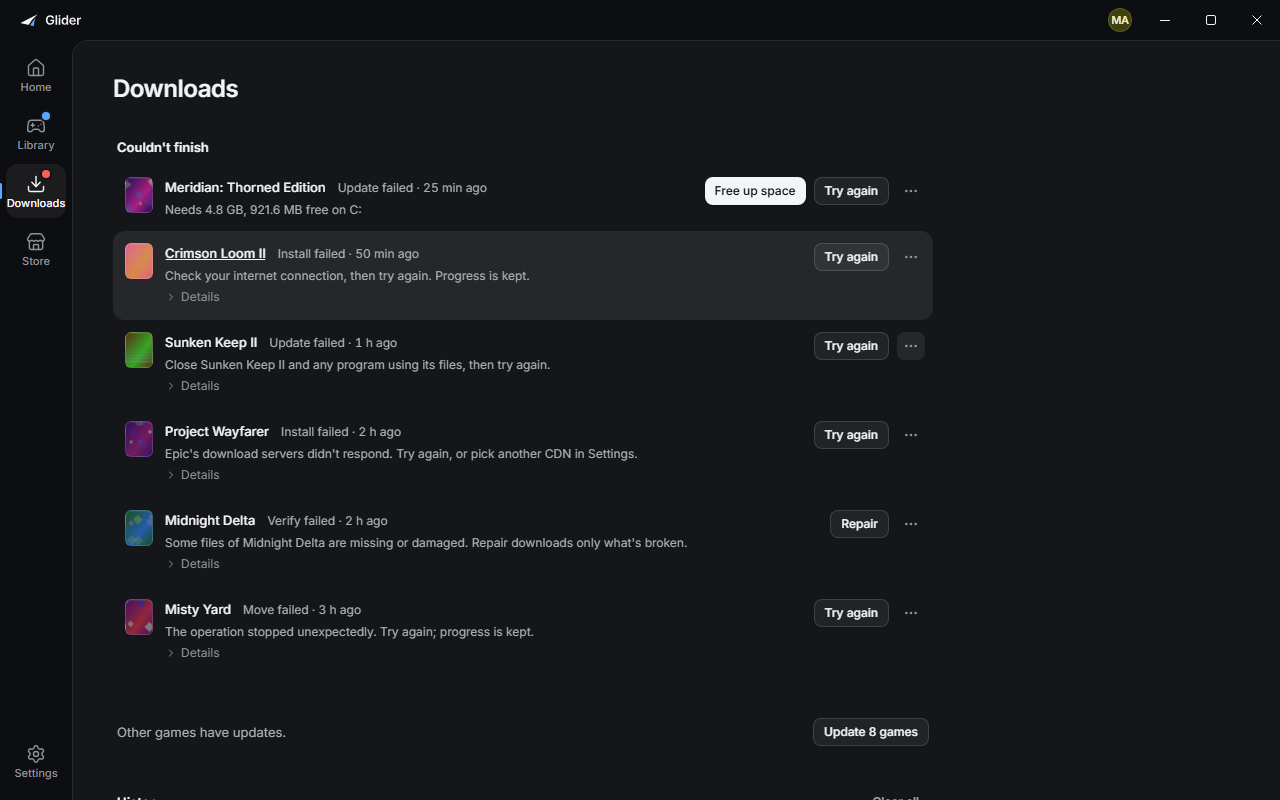 Glider
MA
Home
Library
Downloads
Store
Settings
Downloads
Couldn't finish
Meridian: Thorned Edition Update failed · 25 min ago
Needs 4.8 GB, 921.6 MB free on C:
Free up space Try again
Crimson Loom II Install failed · 50 min ago
Check your internet connection, then try again. Progress is kept.
Details
Try again
Sunken Keep II Update failed · 1 h ago
Close Sunken Keep II and any program using its files, then try again.
Details
Try again
Project Wayfarer Install failed · 2 h ago
Epic's download servers didn't respond. Try again, or pick another CDN in Settings.
Details
Try again
Midnight Delta Verify failed · 2 h ago
Some files of Midnight Delta are missing or damaged. Repair downloads only what's broken.
Details
Repair
Misty Yard Move failed · 3 h ago
The operation stopped unexpectedly. Try again; progress is kept.
Details
Try again
Other games have updates.
Update 8 games